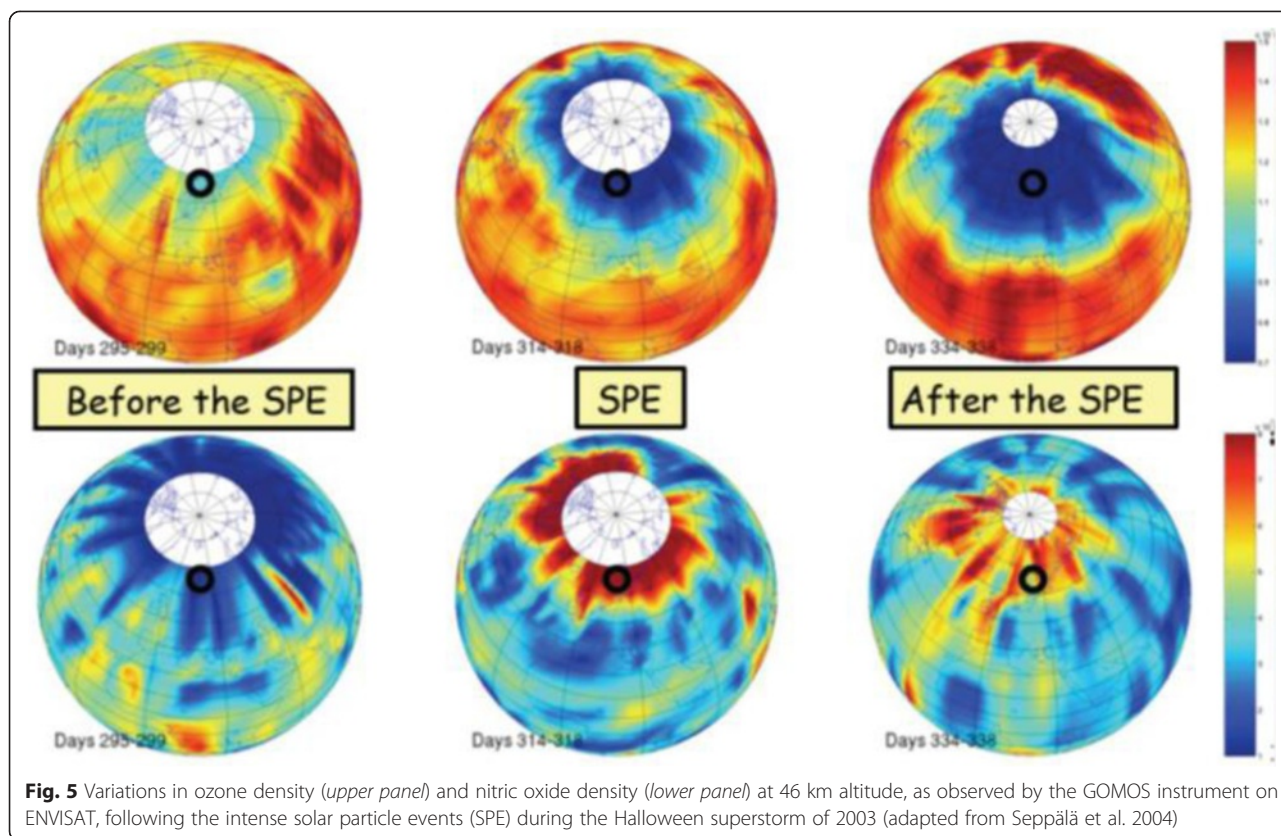 Days 295-299
Days 314-318
Before the SPE
SPE
After the SPE
Days 295-299
Days 314-318
Days 334-338
Fig. 5 Variations in ozone density (upper panel) and nitric oxide density (lower panel) at 46 km altitude, as observed by the GOMOS instrument on
ENVISAT, following the intense solar particle events (SPE) during the Halloween superstorm of 2003 (adapted from Seppälä et al. 2004)